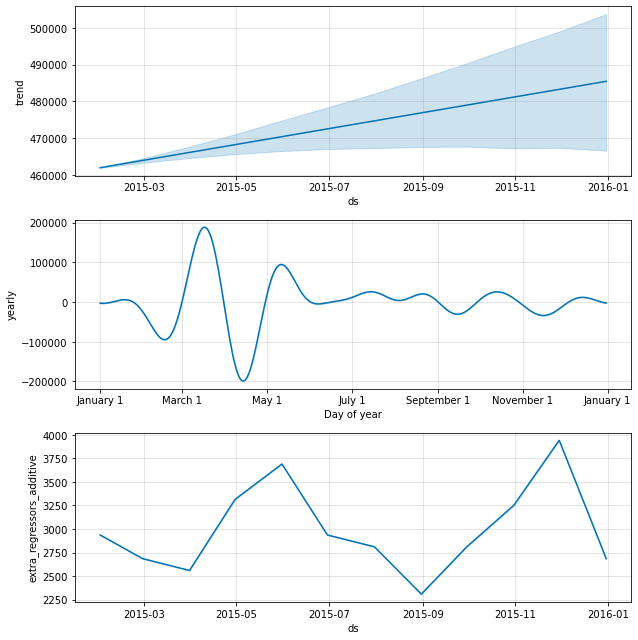 500000
490000
480000
470000
460000
trend
2015-03 2015-05 2015-07 2015-09 2015-11 2016-01
ds
200000
100000
0
−100000
−200000
yearly
January 1 March 1 May 1 July 1 September 1 November 1 January 1
Day of year
4000
3750
3500
3250
3000
2750
2500
2250
extra_regressors_additive
2015-03 2015-05 2015-07 2015-09 2015-11 2016-01
ds